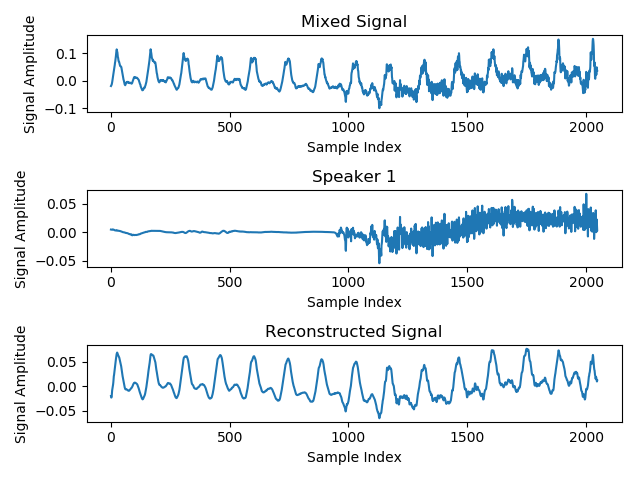 Mixed Signal
Signal Amplitude
0.1
0.0
−0.1
0 500 1000 1500 2000
Sample Index
Speaker 1
Signal Amplitude
0.05
0.00
−0.05
0 500 1000 1500 2000
Sample Index
Reconstructed Signal
Signal Amplitude
0.05
0.00
−0.05
0 500 1000 1500 2000
Sample Index